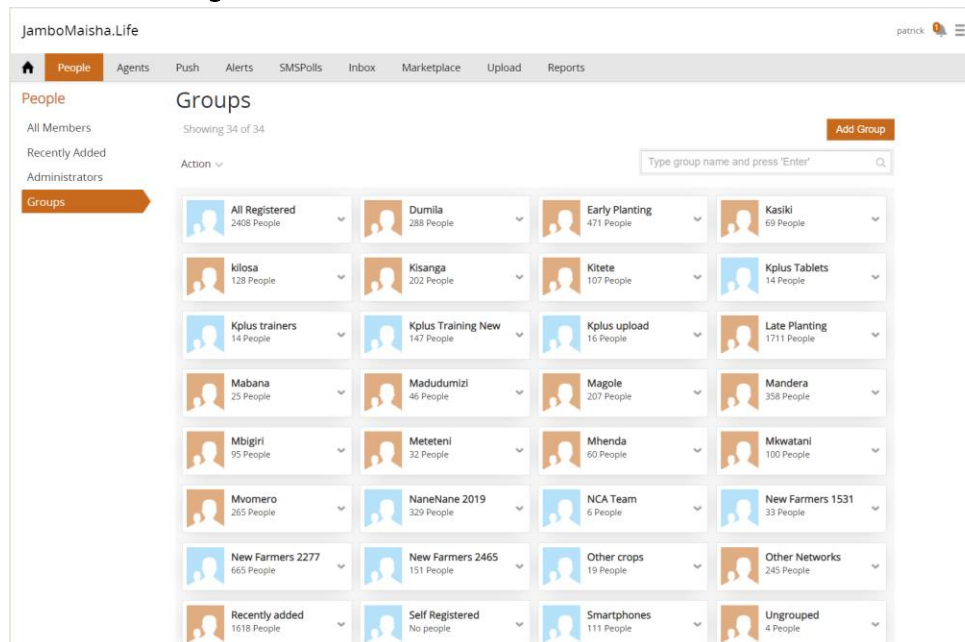 JamboMaisha.Life
patrick 1
People Agents Push Alerts SMSPolls Inbox Marketplace Upload Reports
People
All Members
Recently Added
Administrators
Groups
Groups
Showing 34 of 34
Add Group
Action
Type group name and press 'Enter'
All Registered
2408 People
Dumila
288 People
Early Planting
471 People
Kasiki
69 People
kilosa
128 People
Kisanga
202 People
Kitete
107 People
Kplus Tablets
14 People
Kplus trainers
14 People
Kplus Training New
147 People
Kplus upload
16 People
Late Planting
1711 People
Mabana
25 People
Madudumizi
46 People
Magole
207 People
Mandera
358 People
Mbigiri
95 People
Meteteni
32 People
Mhenda
60 People
Mkwatani
100 People
Mvomero
265 People
NaneNane 2019
329 People
NCA Team
6 People
New Farmers 1531
33 People
New Farmers 2277
665 People
New Farmers 2465
151 People
Other crops
19 People
Other Networks
245 People
Recently added
1618 People
Self Registered
No people
Smartphones
111 People
Ungrouped
4 People